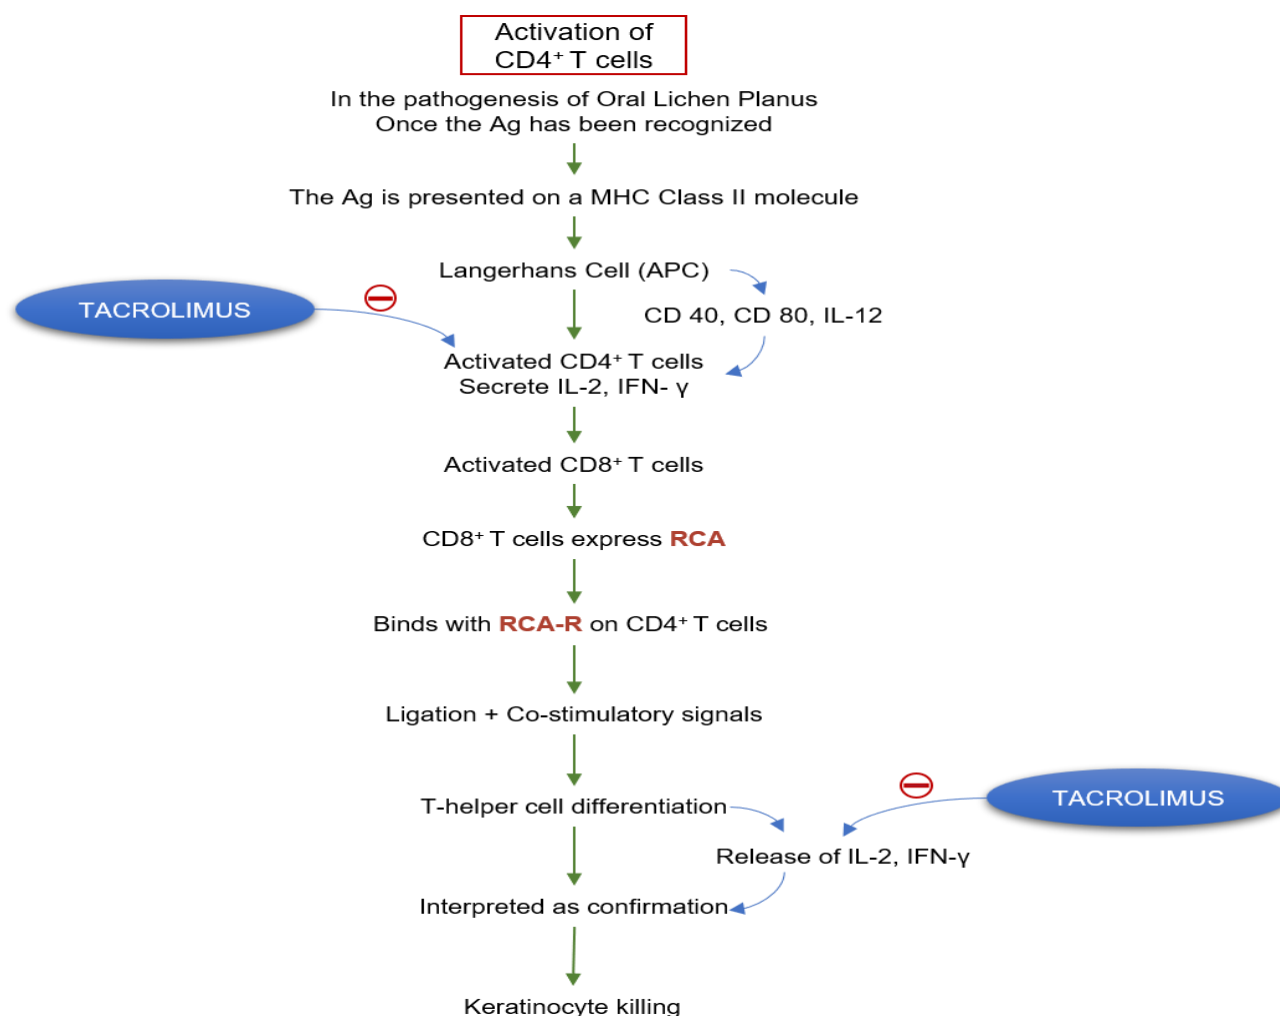 Activation of
CD4⁺ T cells
In the pathogenesis of Oral Lichen Planus
Once the Ag has been recognized
The Ag is presented on a MHC Class II molecule
Langerhans Cell (APC)
TACROLIMUS
CD 40, CD 80, IL-12
Activated CD4⁺ T cells
Secrete IL-2, IFN- γ
Activated CD8⁺ T cells
CD8⁺ T cells express RCA
Binds with RCA-R on CD4⁺ T cells
Ligation + Co-stimulatory signals
T-helper cell differentiation
TACROLIMUS
Release of IL-2, IFN-γ
Interpreted as confirmation
Keratinocyte killing